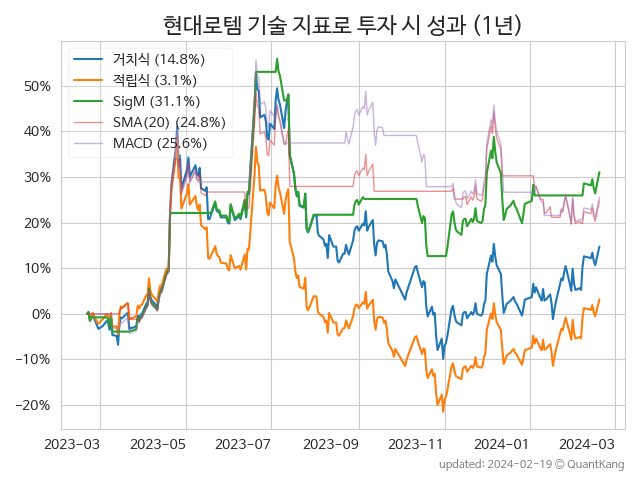 현대로템 기술 지표로 투자 시 성과 (1년)
거치식 (14.8%)
적립식 (3.1%)
SigM (31.1%)
SMA(20) (24.8%)
MACD (25.6%)
50%
40%
30%
20%
10%
0%
−10%
−20%
2023-03 2023-05 2023-07 2023-09 2023-11 2024-01 2024-03
updated: 2024-02-19 © QuantKang